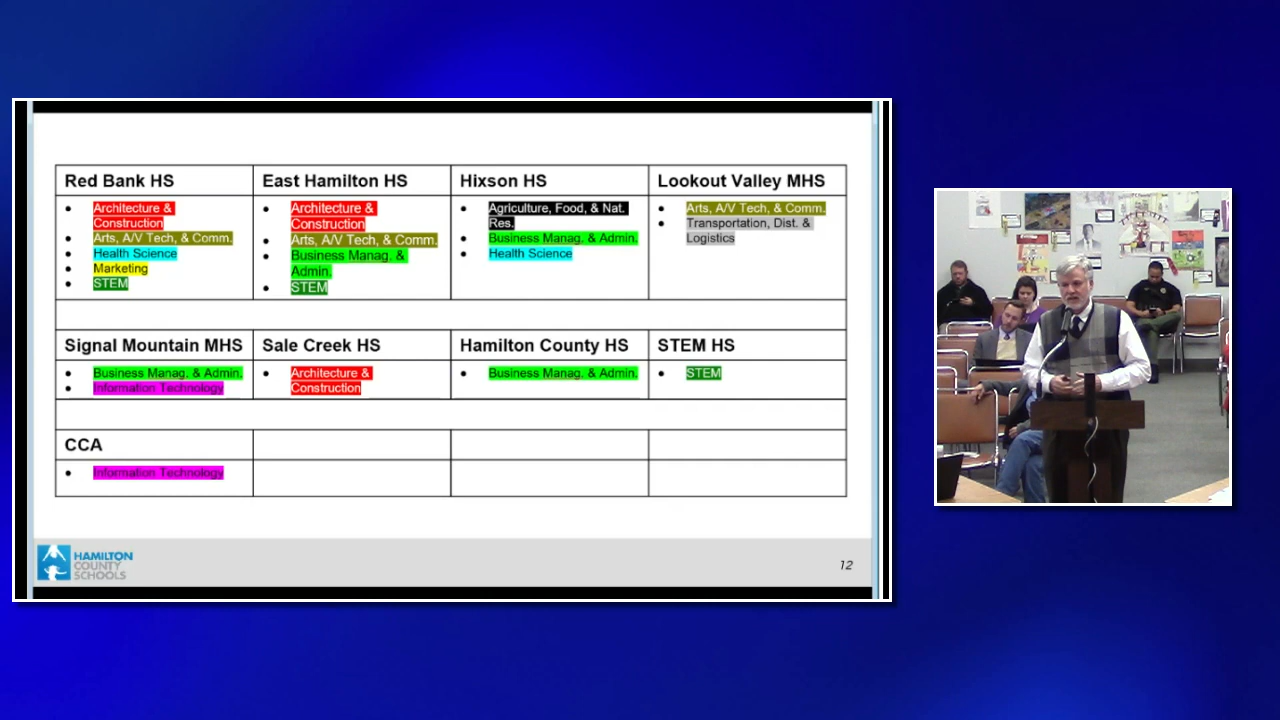 Red Bank HS
East Hamilton HS
Hixson HS
Lookout Valley MHS
• Architecture &
Construction
• Arts, A/V Tech, & Comm.
• Health Science
• Marketing
• STEM
• Architecture &
Construction
• Arts, A/V Tech, & Comm.
• Business Manag. &
Admin.
• STEM
• Agriculture, Food, & Nat.
Res.
• Business Manag. & Admin.
• Health Science
• Arts, A/V Tech, & Comm.
• Transportation, Dist. &
Logistics
Signal Mountain MHS
Sale Creek HS
Hamilton County HS
STEM HS
• Business Manag. & Admin.
• Information Technology
• Architecture &
Construction
• Business Manag. & Admin.
• STEM
CCA
• Information Technology
HAMILTON
COUNTY
SCHOOLS
12